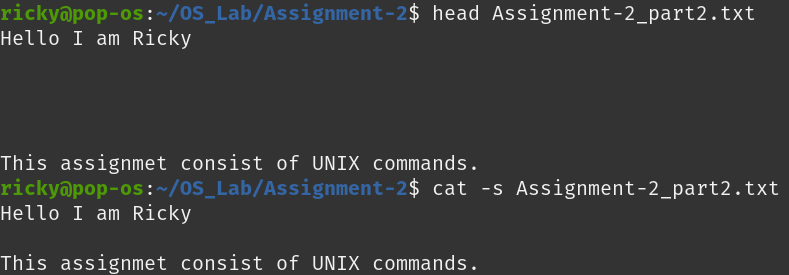 ricky@pop-os:~/OS_Lab/Assignment-2$ head Assignment-2_part2.txt
Hello I am Ricky
This assignmet consist of UNIX commands.
ricky@pop-os:~/OS_Lab/Assignment-2$ cat -s Assignment-2_part2.txt
Hello I am Ricky
This assignmet consist of UNIX commands.